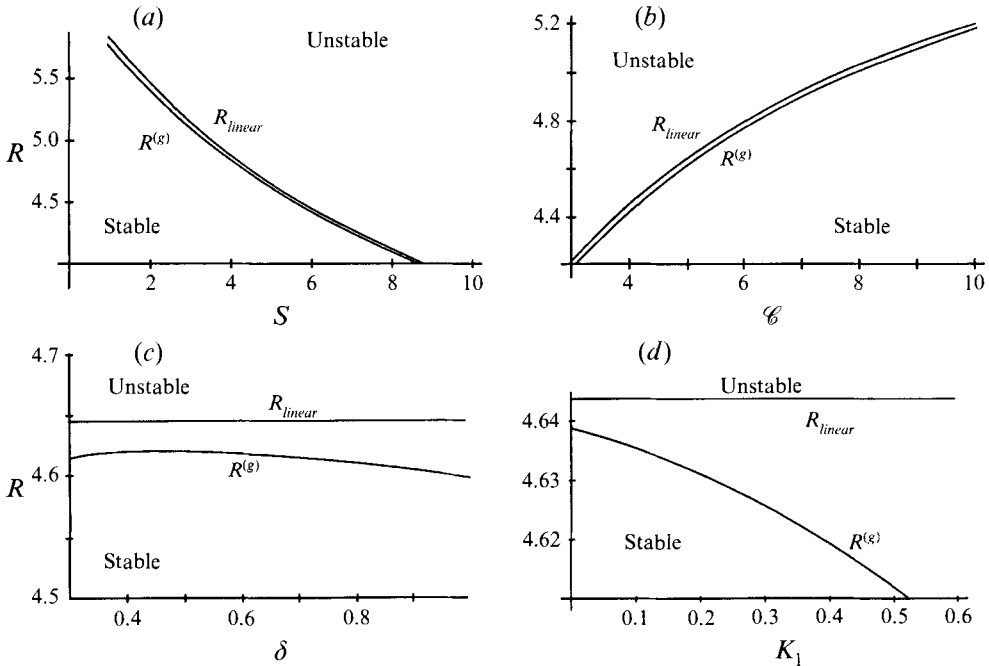 (a)
Unstable
5.5
5.0
4.5
R
R_linear
R^(g)
Stable
2 4 6 8 10
S
(b)
5.2
4.8
4.4
Unstable
R_linear
R^(g)
Stable
4 6 8 10
𝒞
(c)
4.7
4.6
4.5
R
Unstable
R_linear
R^(g)
Stable
0.4 0.6 0.8
δ
(d)
Unstable
4.64
4.63
4.62
R_linear
R^(g)
Stable
0.1 0.2 0.3 0.4 0.5 0.6
K₁